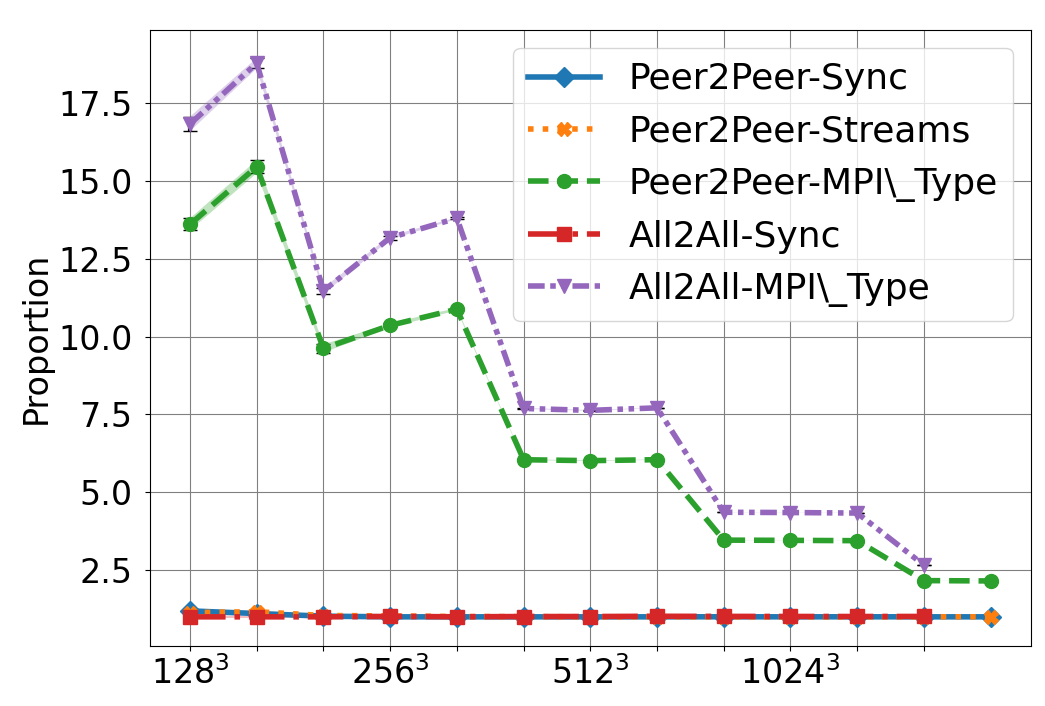 17.5
15.0
12.5
10.0
7.5
5.0
2.5
Proportion
Peer2Peer-Sync
Peer2Peer-Streams
Peer2Peer-MPI\_Type
All2All-Sync
All2All-MPI\_Type
128³ 256³ 512³ 1024³